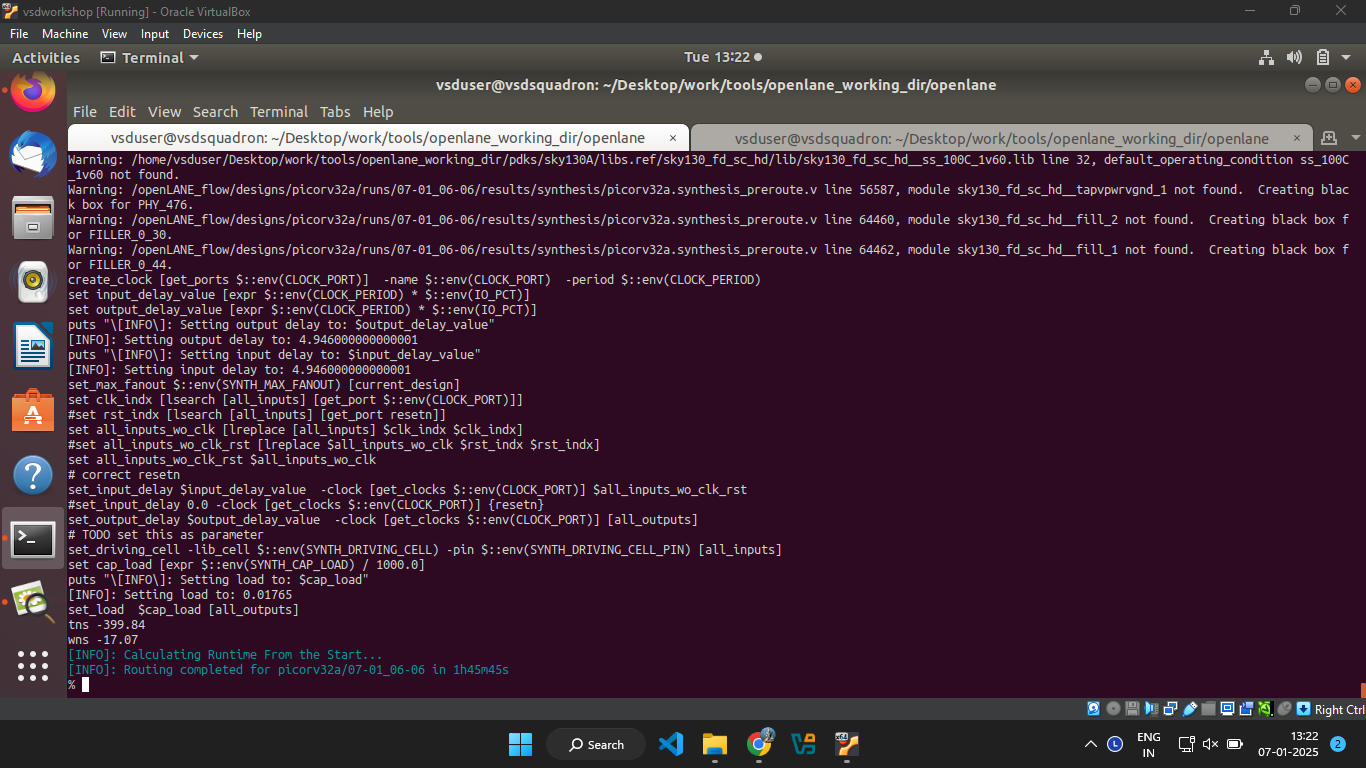 vsdworkshop [Running] - Oracle VirtualBox
File Machine View Input Devices Help
Activities Terminal Tue 13:22
vsduser@vsdsquadron: ~/Desktop/work/tools/openlane_working_dir/openlane
File Edit View Search Terminal Tabs Help
vsduser@vsdsquadron: ~/Desktop/work/tools/openlane_working_dir/openlane × vsduser@vsdsquadron: ~/Desktop/work/tools/openlane_working_dir/openlane ×
Warning: /home/vsduser/Desktop/work/tools/openlane_working_dir/pdks/sky130A/libs.ref/sky130_fd_sc_hd/lib/sky130_fd_sc_hd__ss_100C_1v60.lib line 32, default_operating_condition ss_100C
_1v60 not found.
Warning: /openLANE_flow/designs/picorv32a/runs/07-01_06-06/results/synthesis/picorv32a.synthesis_preroute.v line 56587, module sky130_fd_sc_hd__tapvpwrvgnd_1 not found.  Creating blac
k box for PHY_476.
Warning: /openLANE_flow/designs/picorv32a/runs/07-01_06-06/results/synthesis/picorv32a.synthesis_preroute.v line 64460, module sky130_fd_sc_hd__fill_2 not found.  Creating black box f
or FILLER_0_30.
Warning: /openLANE_flow/designs/picorv32a/runs/07-01_06-06/results/synthesis/picorv32a.synthesis_preroute.v line 64462, module sky130_fd_sc_hd__fill_1 not found.  Creating black box f
or FILLER_0_44.
create_clock [get_ports $::env(CLOCK_PORT)]  -name $::env(CLOCK_PORT)  -period $::env(CLOCK_PERIOD)
set input_delay_value [expr $::env(CLOCK_PERIOD) * $::env(IO_PCT)]
set output_delay_value [expr $::env(CLOCK_PERIOD) * $::env(IO_PCT)]
puts "\[INFO\]: Setting output delay to: $output_delay_value"
[INFO]: Setting output delay to: 4.946000000000001
puts "\[INFO\]: Setting input delay to: $input_delay_value"
[INFO]: Setting input delay to: 4.946000000000001
set_max_fanout $::env(SYNTH_MAX_FANOUT) [current_design]
set clk_indx [lsearch [all_inputs] [get_port $::env(CLOCK_PORT)]]
#set rst_indx [lsearch [all_inputs] [get_port resetn]]
set all_inputs_wo_clk [lreplace [all_inputs] $clk_indx $clk_indx]
#set all_inputs_wo_clk_rst [lreplace $all_inputs_wo_clk $rst_indx $rst_indx]
set all_inputs_wo_clk_rst $all_inputs_wo_clk
# correct resetn
set_input_delay $input_delay_value  -clock [get_clocks $::env(CLOCK_PORT)] $all_inputs_wo_clk_rst
#set_input_delay 0.0 -clock [get_clocks $::env(CLOCK_PORT)] {resetn}
set_output_delay $output_delay_value  -clock [get_clocks $::env(CLOCK_PORT)] [all_outputs]
# TODO set this as parameter
set_driving_cell -lib_cell $::env(SYNTH_DRIVING_CELL) -pin $::env(SYNTH_DRIVING_CELL_PIN) [all_inputs]
set cap_load [expr $::env(SYNTH_CAP_LOAD) / 1000.0]
puts "\[INFO\]: Setting load to: $cap_load"
[INFO]: Setting load to: 0.01765
set_load  $cap_load [all_outputs]
tns -399.84
wns -17.07
[INFO]: Calculating Runtime From the Start...
[INFO]: Routing completed for picorv32a/07-01_06-06 in 1h45m45s
%
Right Ctrl
Search
ENG
IN
13:22
07-01-2025
2